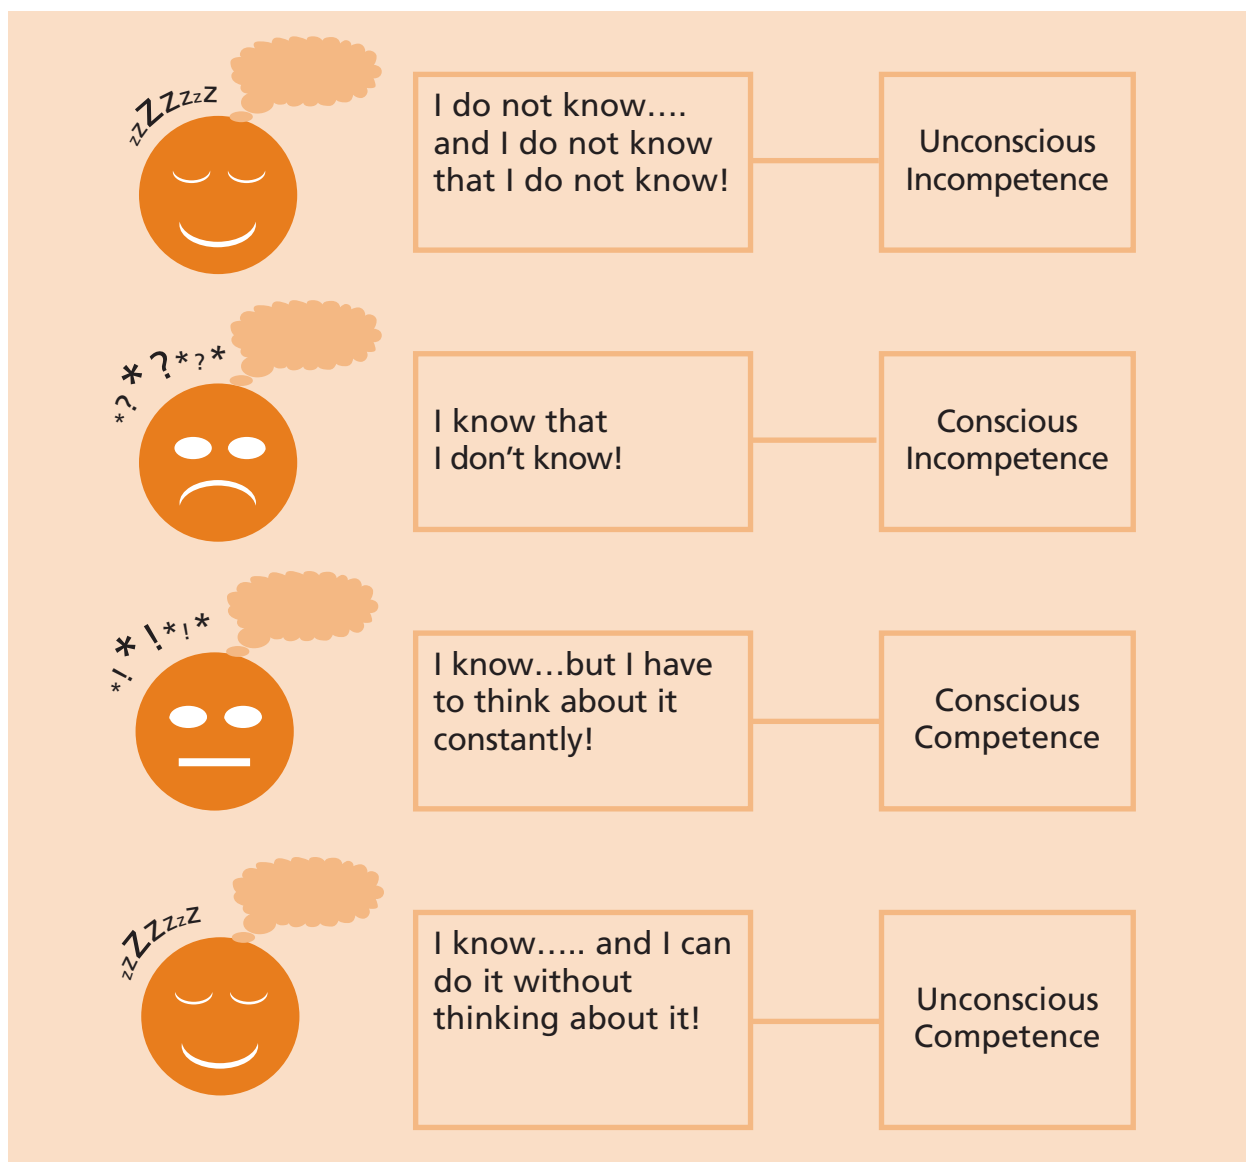 zzZZzzZ
I do not know....
and I do not know
that I do not know!
Unconscious
Incompetence
*?*?*?*
I know that
I don’t know!
Conscious
Incompetence
*!*!*!*
I know...but I have
to think about it
constantly!
Conscious
Competence
zzZZzzZ
I know..... and I can
do it without
thinking about it!
Unconscious
Competence